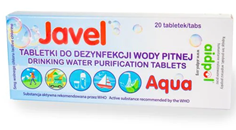 Javel®
20 tabletek/tabs
TABLETKI DO DEZYNFEKCJI WODY PITNEJ
DRINKING WATER PURIFICATION TABLETS
Aqua
Substancja aktywna rekomendowana przez WHO - Active substance recommended by the WHO